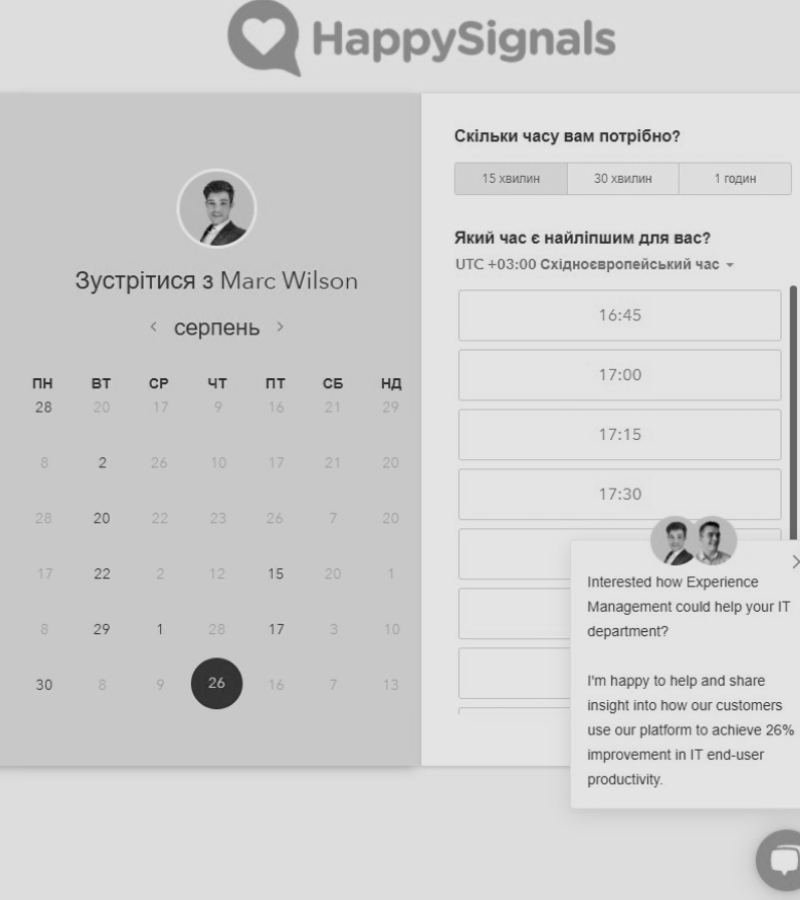 HappySignals
Зустрітися з Marc Wilson
серпень
ПН ВТ СР ЧТ ПТ СБ НД
28 20 17 9 16 21 29
8 2 26 10 17 21 20
28 20 22 23 26 7 20
17 22 2 12 15 20 1
8 29 1 28 17 3 10
30 8 9 26 16 7 13
Скільки часу вам потрібно?
15 хвилин 30 хвилин 1 годин
Який час є найліпшим для вас?
UTC +03:00 Східноєвропейський час
16:45
17:00
17:15
17:30
Interested how Experience
Management could help your IT
department?
I'm happy to help and share
insight into how our customers
use our platform to achieve 26%
improvement in IT end-user
productivity.